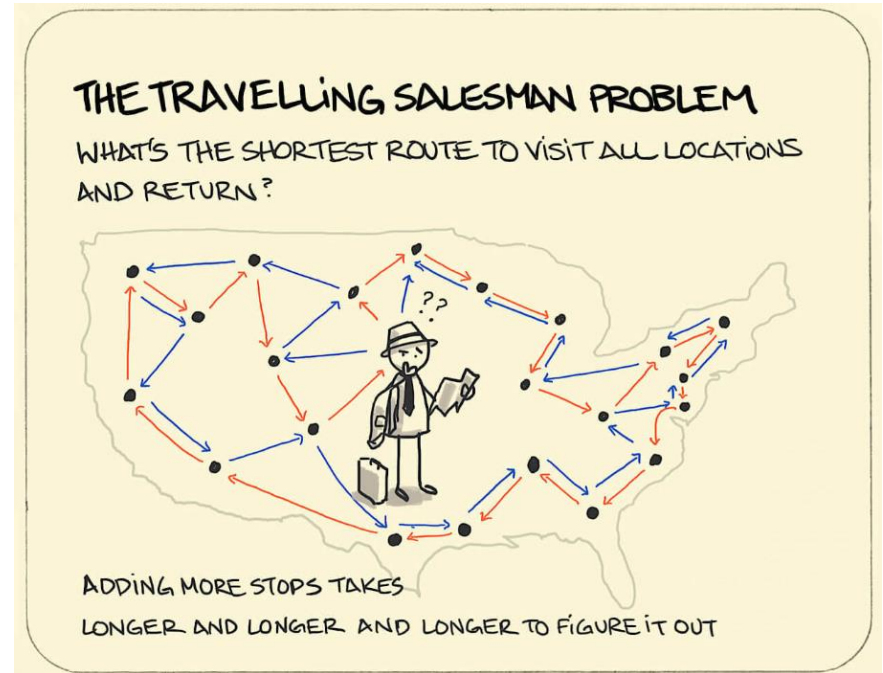 THE TRAVELLING SALESMAN PROBLEM
WHAT'S THE SHORTEST ROUTE TO VISIT ALL LOCATIONS
AND RETURN?
??
ADDING MORE STOPS TAKES
LONGER AND LONGER AND LONGER TO FIGURE IT OUT